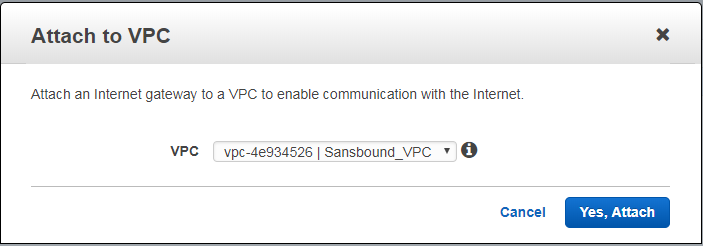 Attach to VPC
Attach an Internet gateway to a VPC to enable communication with the Internet.
VPC vpc-4e934526 | Sansbound_VPC
Cancel Yes, Attach